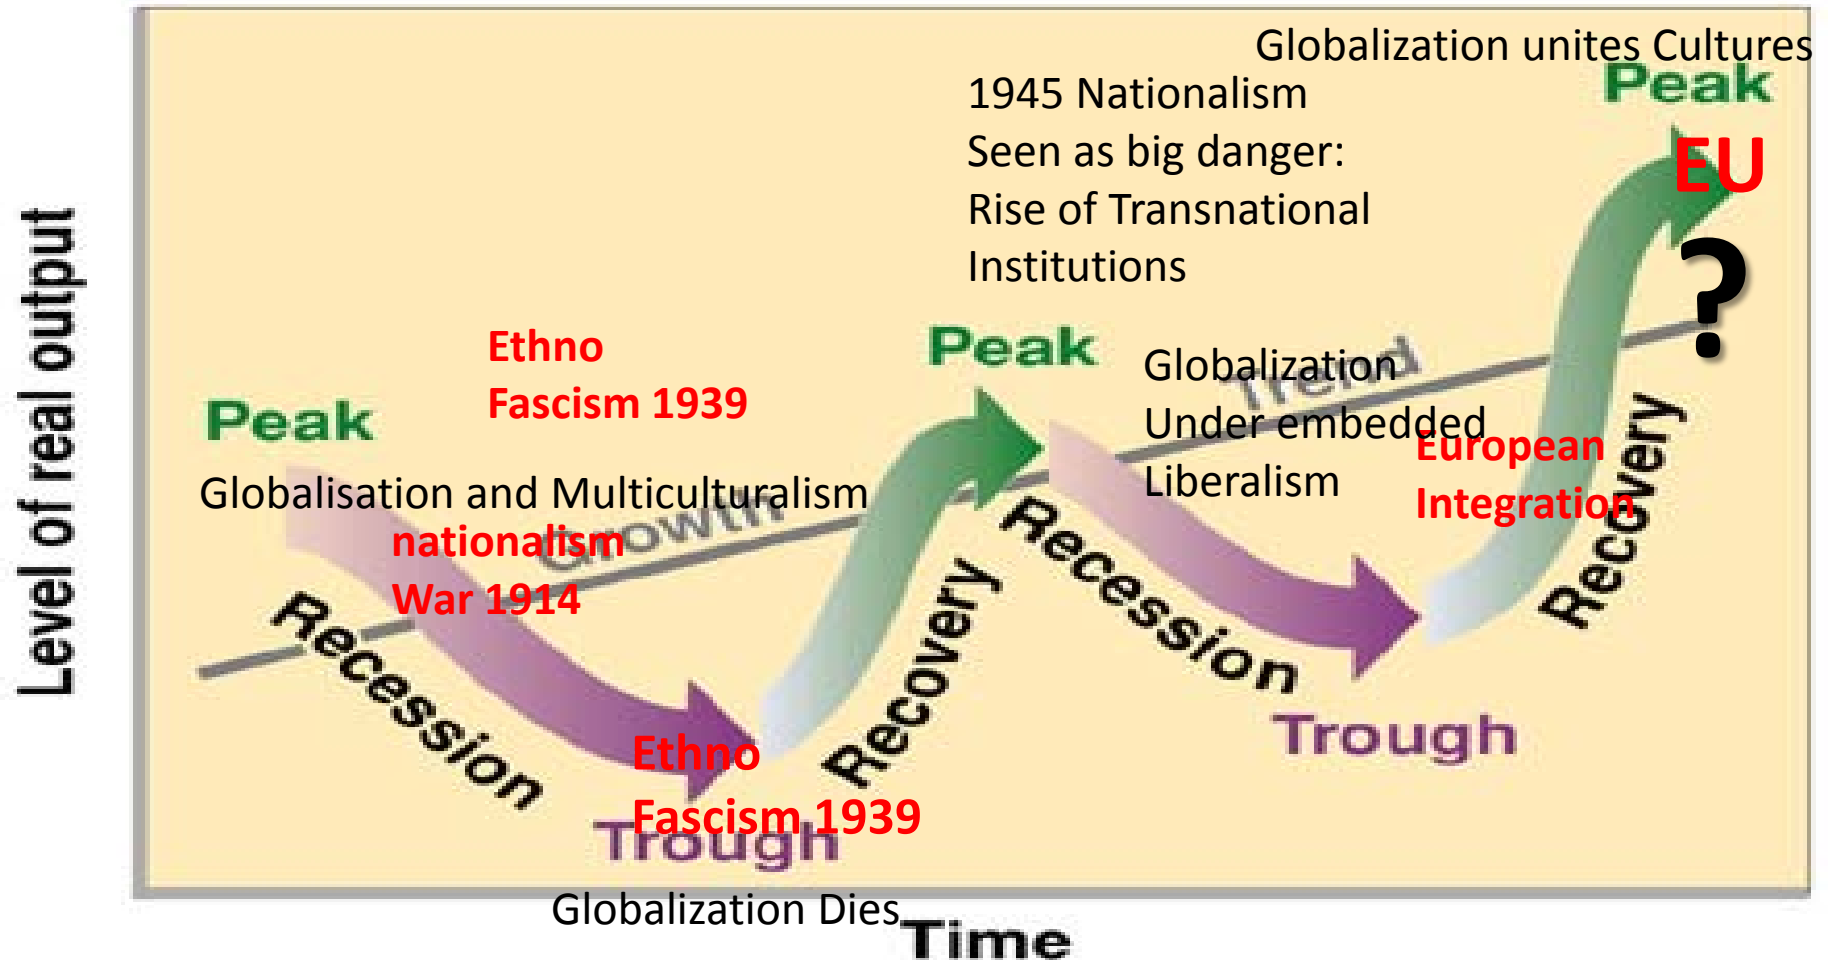 Globalization unites Cultures
Peak
EU
?
1945 Nationalism
Seen as big danger:
Rise of Transnational
Institutions
Ethno
Fascism 1939
Peak
Peak
Globalization
Under embedded
Liberalism
Trend
European
Integration
Globalisation and Multiculturalism
Growth
nationalism
War 1914
Recession
Recovery
Recession
Recovery
Ethno
Fascism 1939
Trough
Trough
Globalization Dies
Level of real output
Time